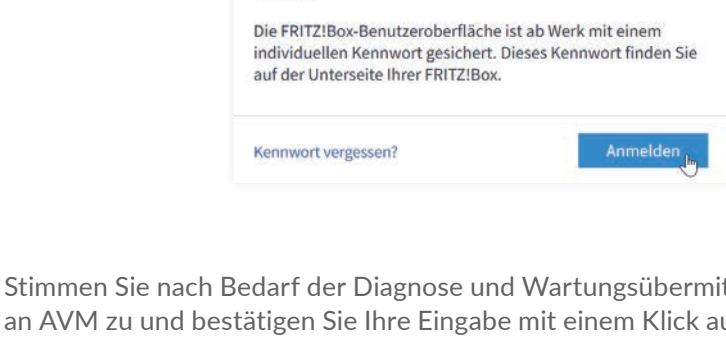 Die FRITZ!Box-Benutzeroberfläche ist ab Werk mit einem
individuellen Kennwort gesichert. Dieses Kennwort finden Sie
auf der Unterseite Ihrer FRITZ!Box.
Kennwort vergessen?
Anmelden
Stimmen Sie nach Bedarf der Diagnose und
an AVM zu und bestätigen Sie Ihre Eingabe mit einem Klick